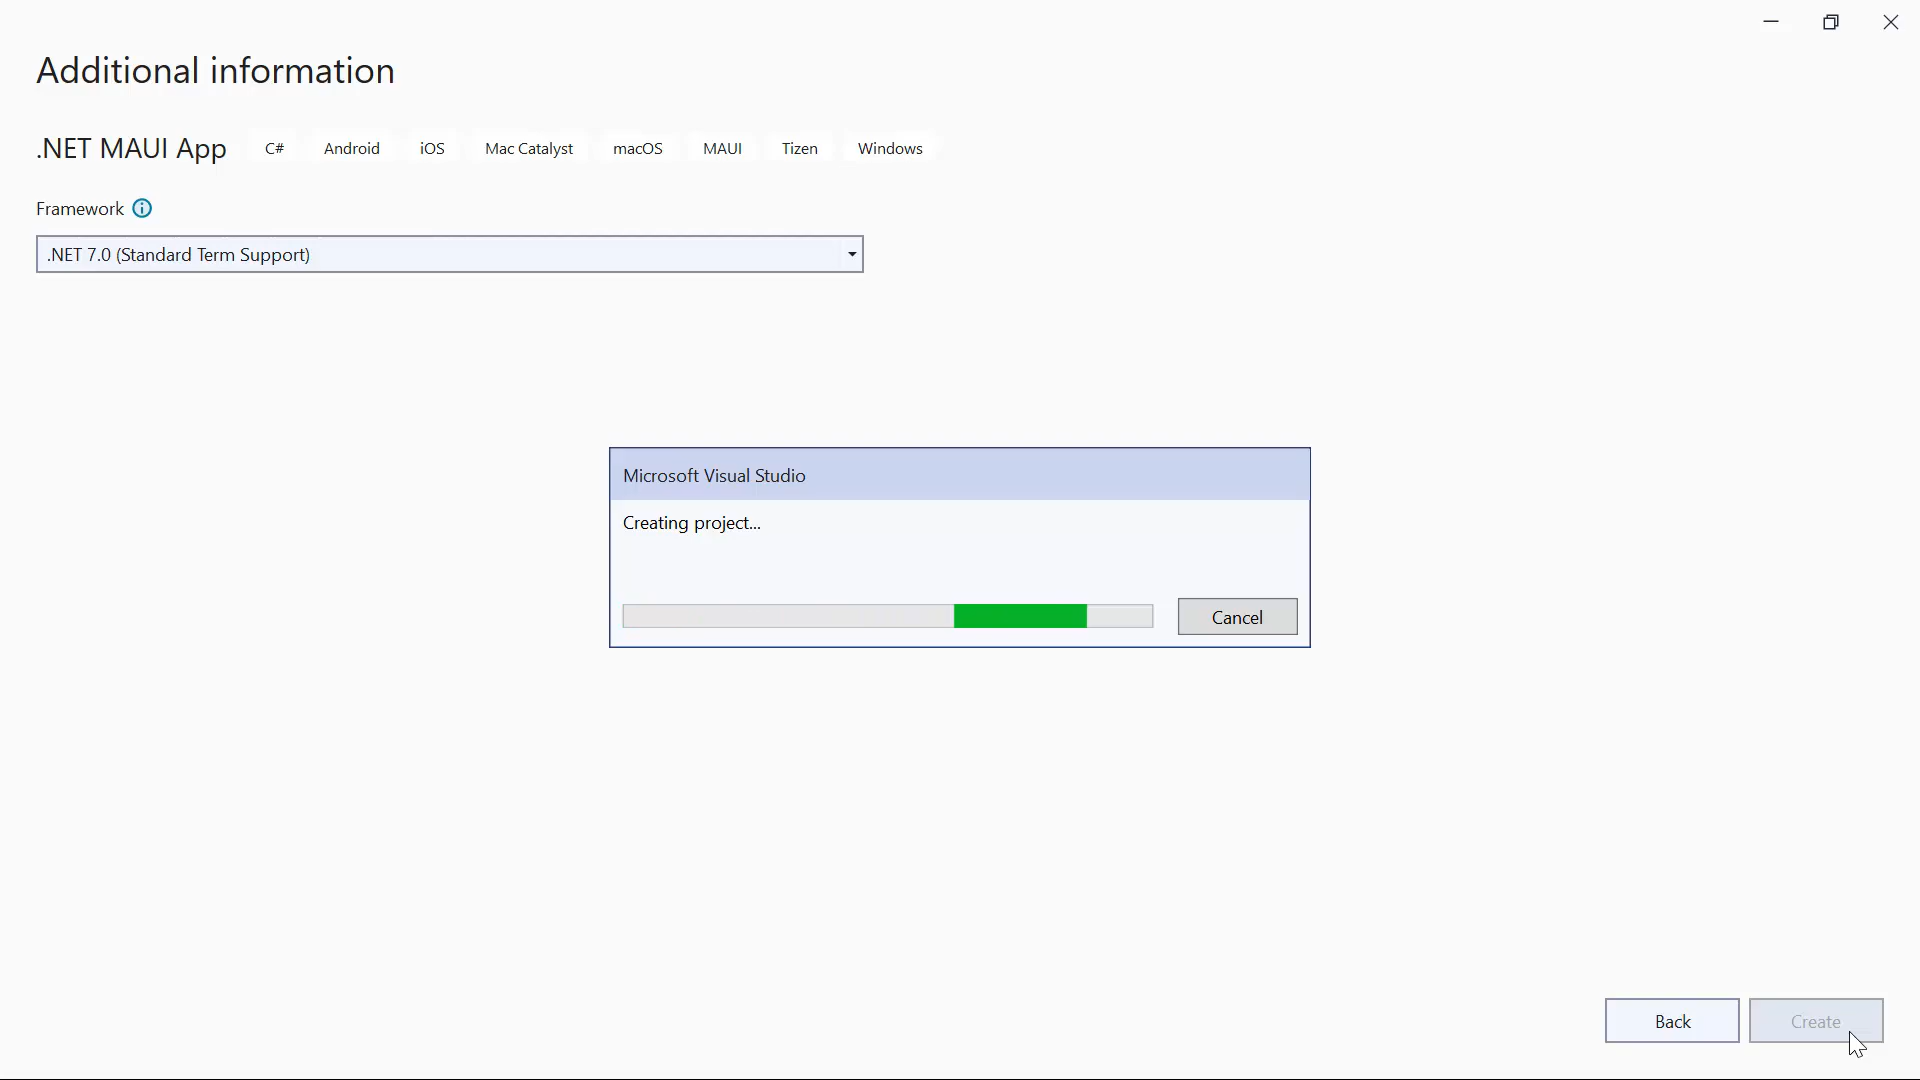 Additional information
.NET MAUI App C# Android iOS Mac Catalyst macOS MAUI Tizen Windows
Framework
.NET 7.0 (Standard Term Support)
Microsoft Visual Studio
Creating project...
Cancel
Back Create